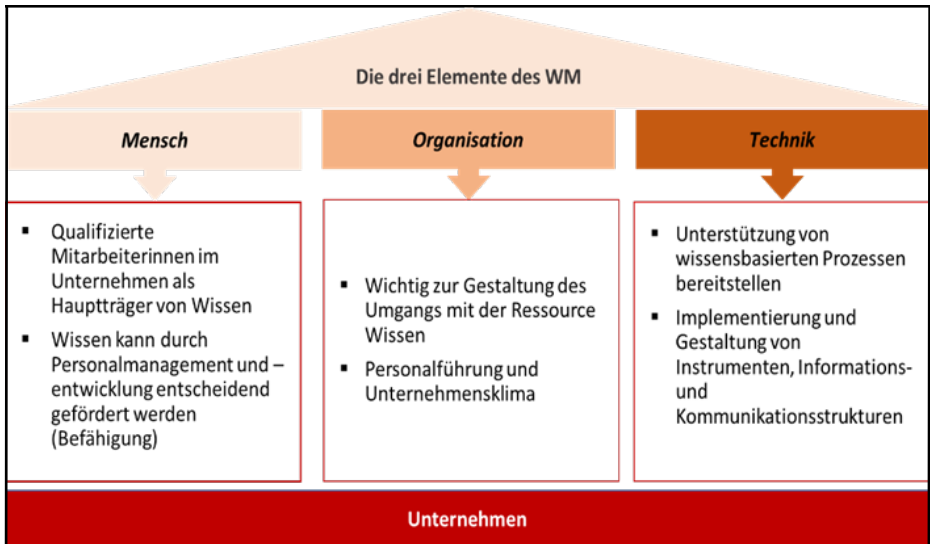 Die drei Elemente des WM
Mensch
▪ Qualifizierte
Mitarbeiterinnen im
Unternehmen als
Hauptträger von Wissen
▪ Wissen kann durch
Personalmanagement und –
entwicklung entscheidend
gefördert werden
(Befähigung)
Organisation
▪ Wichtig zur Gestaltung des
Umgangs mit der Ressource
Wissen
▪ Personalführung und
Unternehmensklima
Technik
▪ Unterstützung von
wissensbasierten Prozessen
bereitstellen
▪ Implementierung und
Gestaltung von
Instrumenten, Informations-
und
Kommunikationsstrukturen
Unternehmen